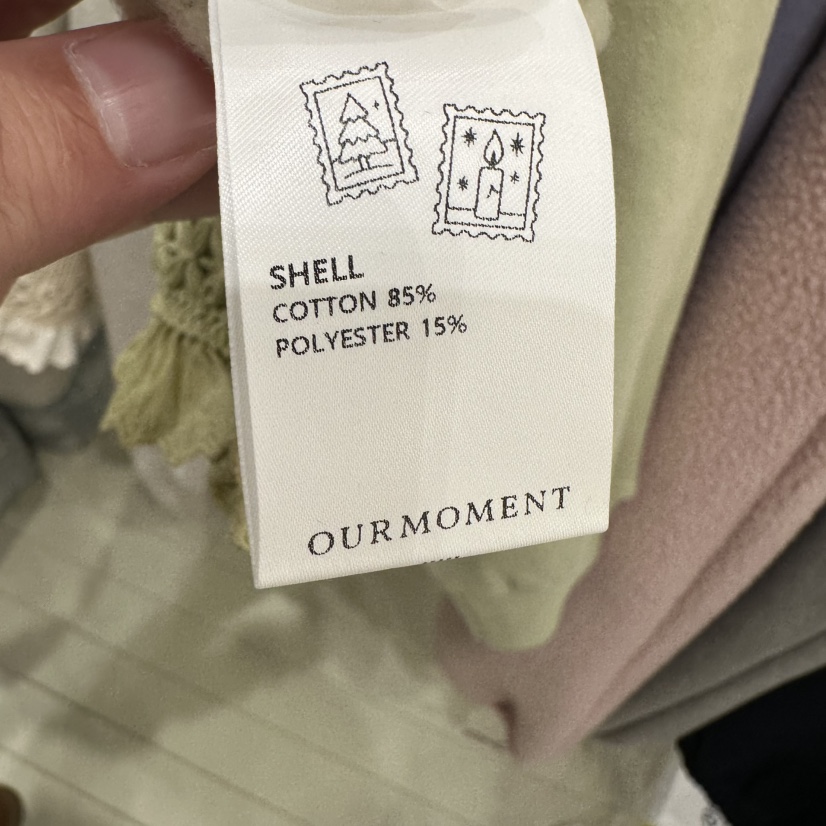 SHELL
COTTON 85%
POLYESTER 15%
OURMOMENT